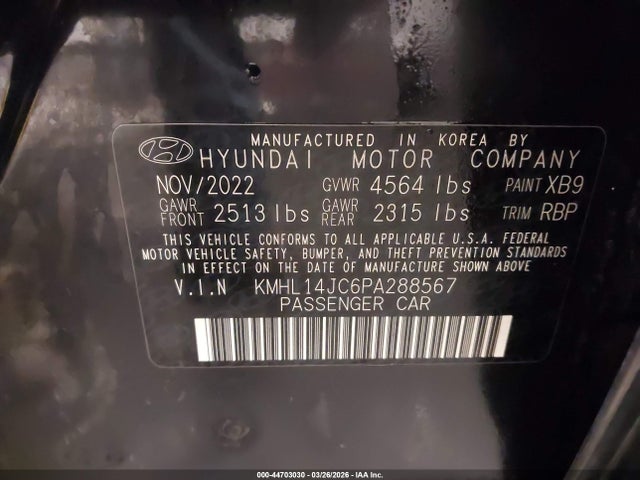 MANUFACTURED IN KOREA BY
HYUNDAI MOTOR COMPANY
NOV/2022 GVWR 4564 lbs PAINT XB9
GAWR FRONT 2513 lbs GAWR REAR 2315 lbs TRIM RBP
THIS VEHICLE CONFORMS TO ALL APPLICABLE U.S.A. FEDERAL
MOTOR VEHICLE SAFETY, BUMPER, AND THEFT PREVENTION STANDARDS
IN EFFECT ON THE DATE OF MANUFACTURE SHOWN ABOVE
V.I.N KMHL14JC6PA288567
PASSENGER CAR
000-44703030 - 03/26/2026 - IAA Inc.